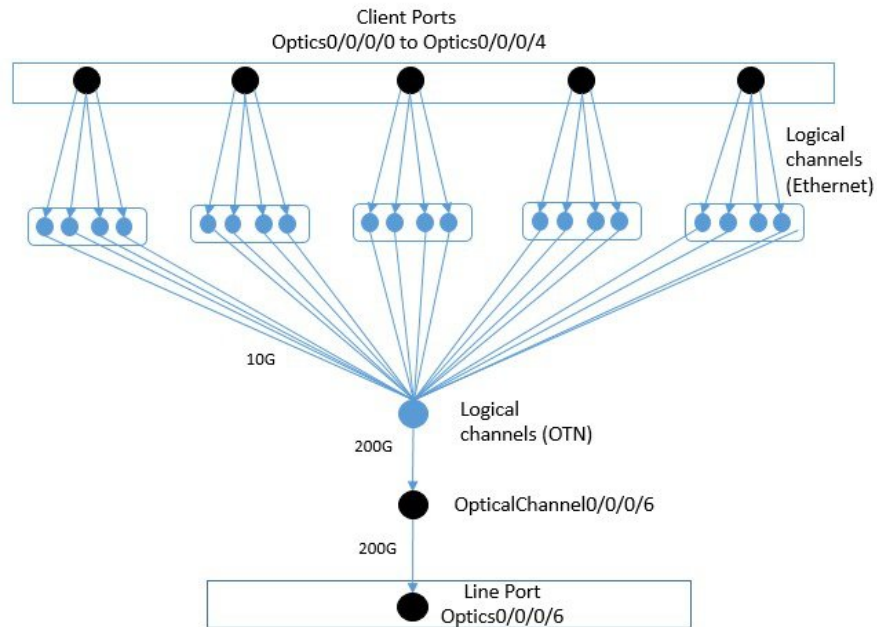 Client Ports
Optics0/0/0/0 to Optics0/0/0/4
Logical
channels
(Ethernet)
10G
Logical
channels (OTN)
200G
OpticalChannel0/0/0/6
200G
Line Port
Optics0/0/0/6